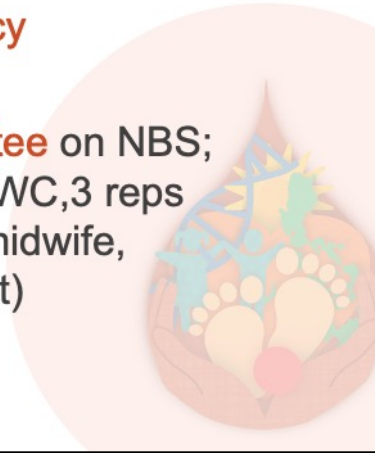 cy
tee on NBS;
WC,3 reps
nidwife,
t)